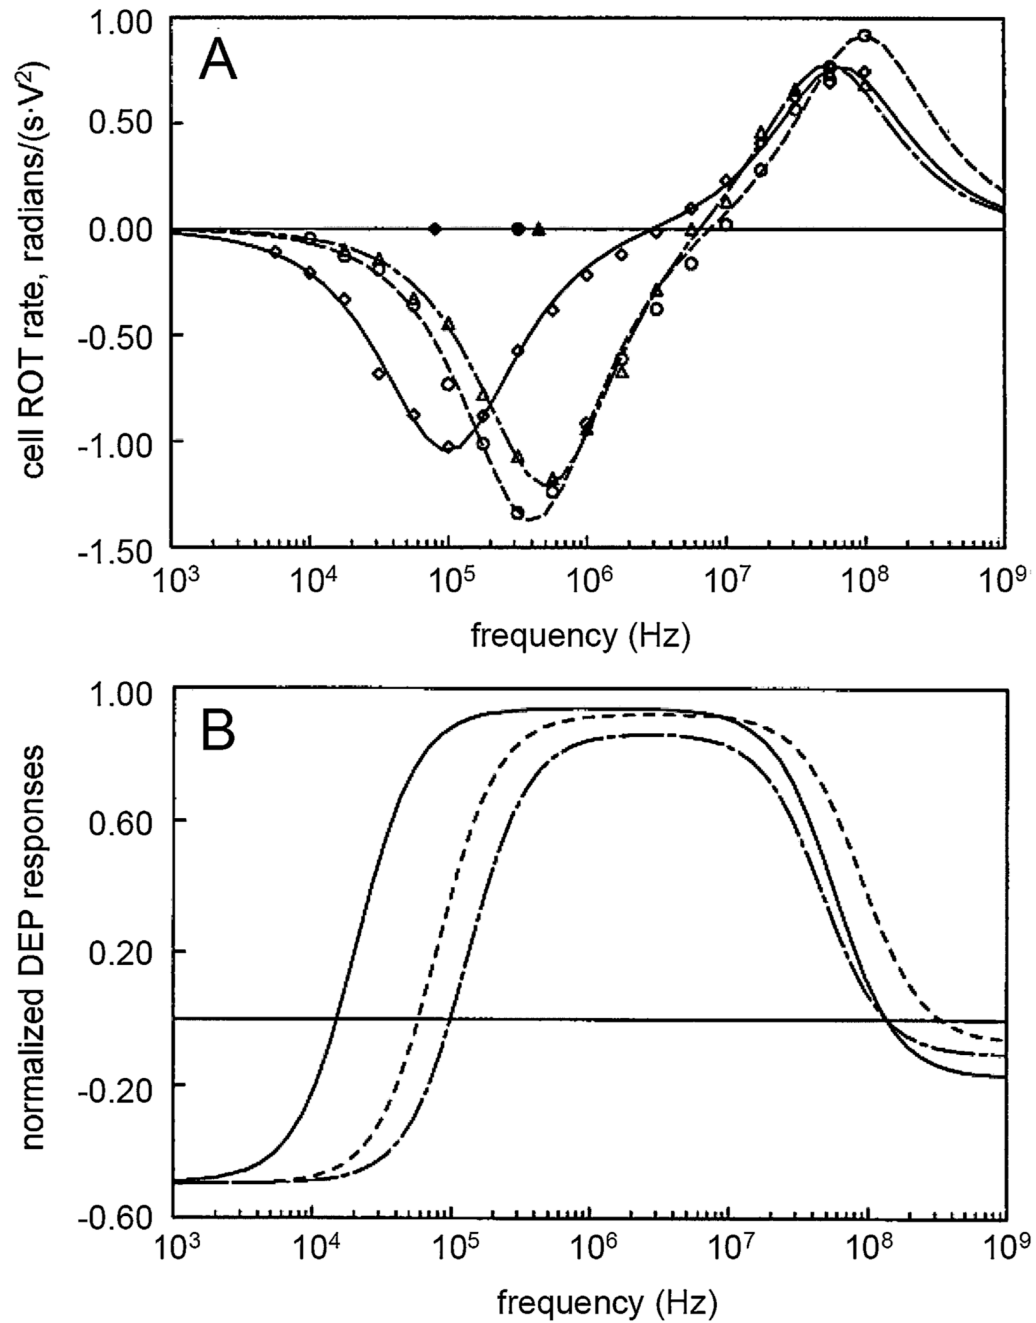 A
cell ROT rate, radians/(s·V²)
1.00
0.50
0.00
-0.50
-1.00
-1.50
10³ 10⁴ 10⁵ 10⁶ 10⁷ 10⁸ 10⁹
frequency (Hz)
B
normalized DEP responses
1.00
0.60
0.20
-0.20
-0.60
10³ 10⁴ 10⁵ 10⁶ 10⁷ 10⁸ 10⁹
frequency (Hz)